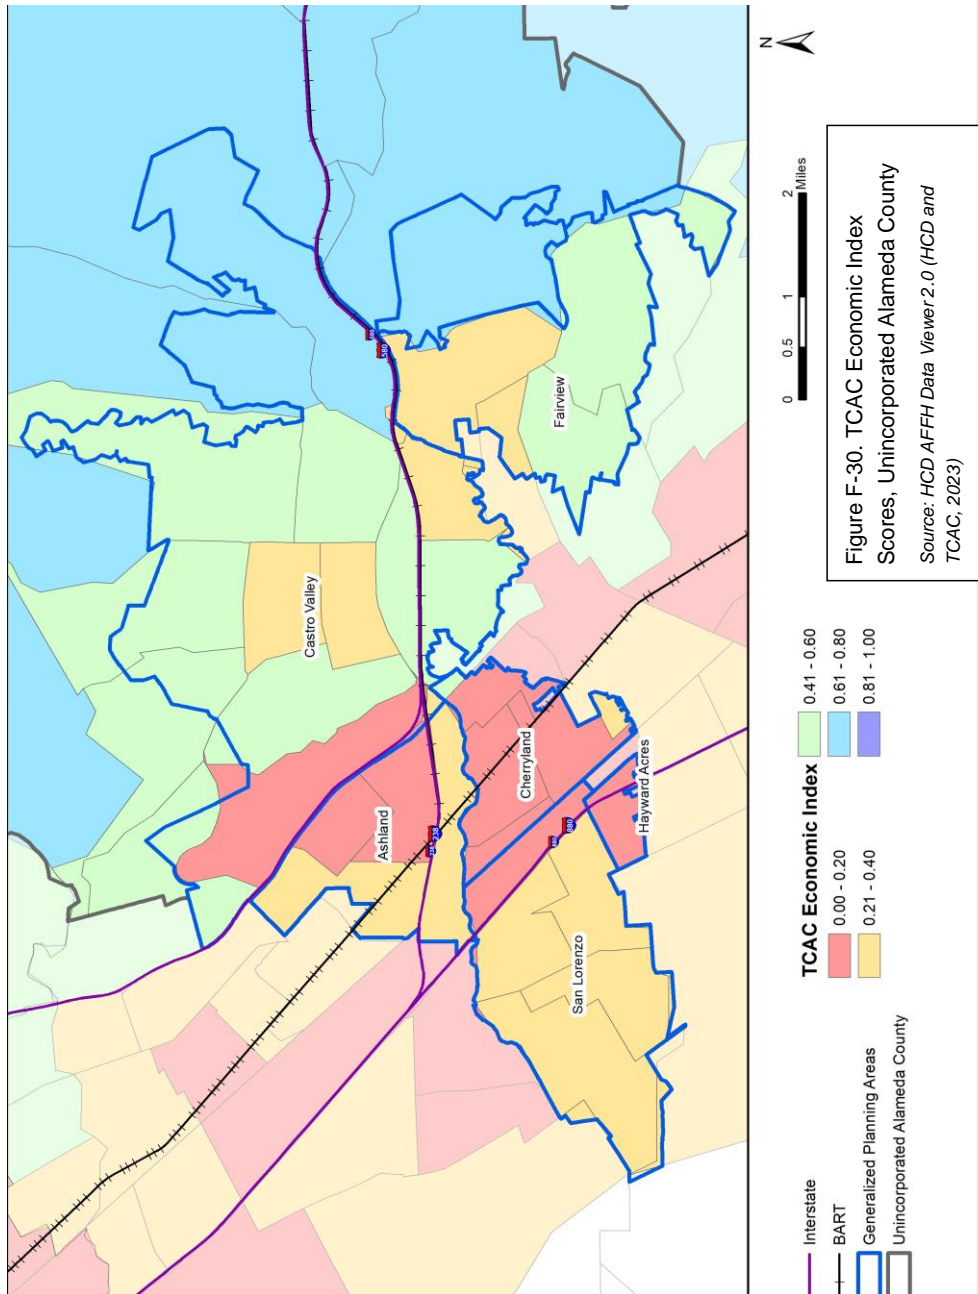 Castro Valley
Fairview
Ashland
Cherryland
Hayward Acres
San Lorenzo
580
238
880
N
0 0.5 1 2
Miles
Interstate
BART
Generalized Planning Areas
Unincorporated Alameda County
TCAC Economic Index
0.00 - 0.20
0.21 - 0.40
0.41 - 0.60
0.61 - 0.80
0.81 - 1.00
Figure F-30. TCAC Economic Index
Scores, Unincorporated Alameda County
Source: HCD AFFH Data Viewer 2.0 (HCD and
TCAC, 2023)